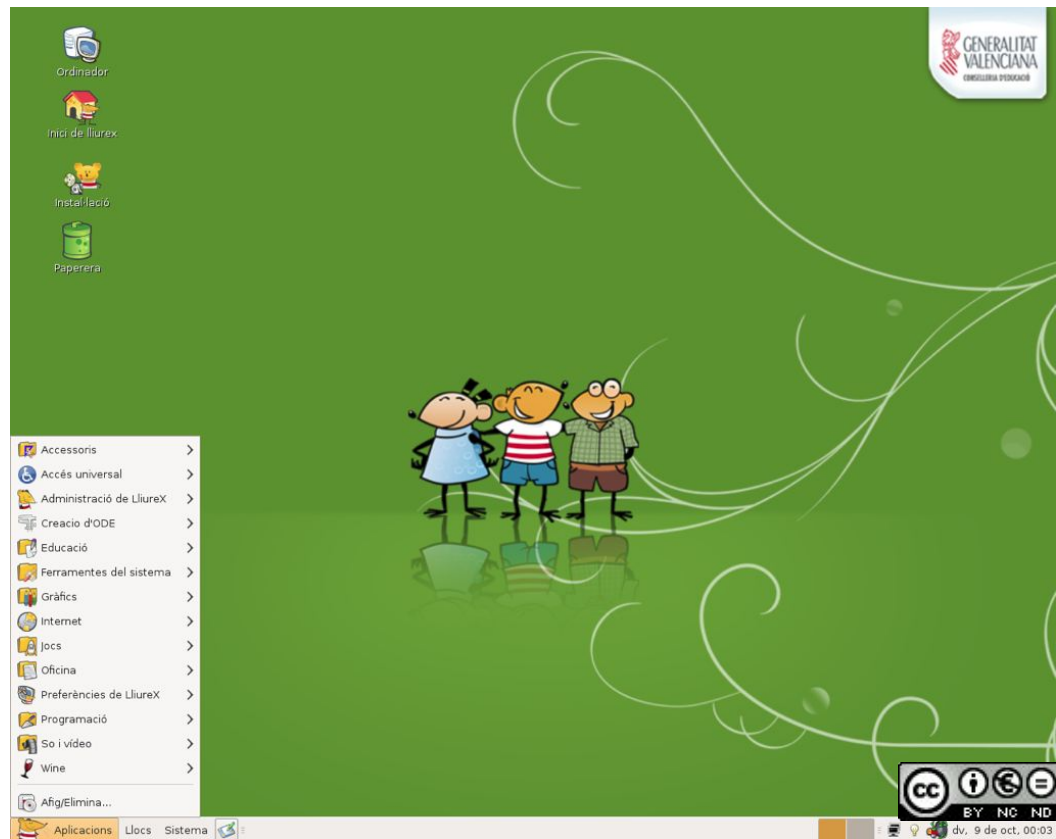 Ordinador
Inici de lliurex
Instal·lació
Paperera
GENERALITAT
VALENCIANA
CONSELLERIA D'EDUCACIÓ
Accessoris
Accés universal
Administració de LliureX
Creacio d'ODE
Educació
Ferramentes del sistema
Gràfics
Internet
Jocs
Oficina
Preferències de LliureX
Programació
So i vídeo
Wine
Afig/Elimina...
Aplicacions Llocs Sistema
cc
BY NC ND
dv, 9 de oct, 00:03